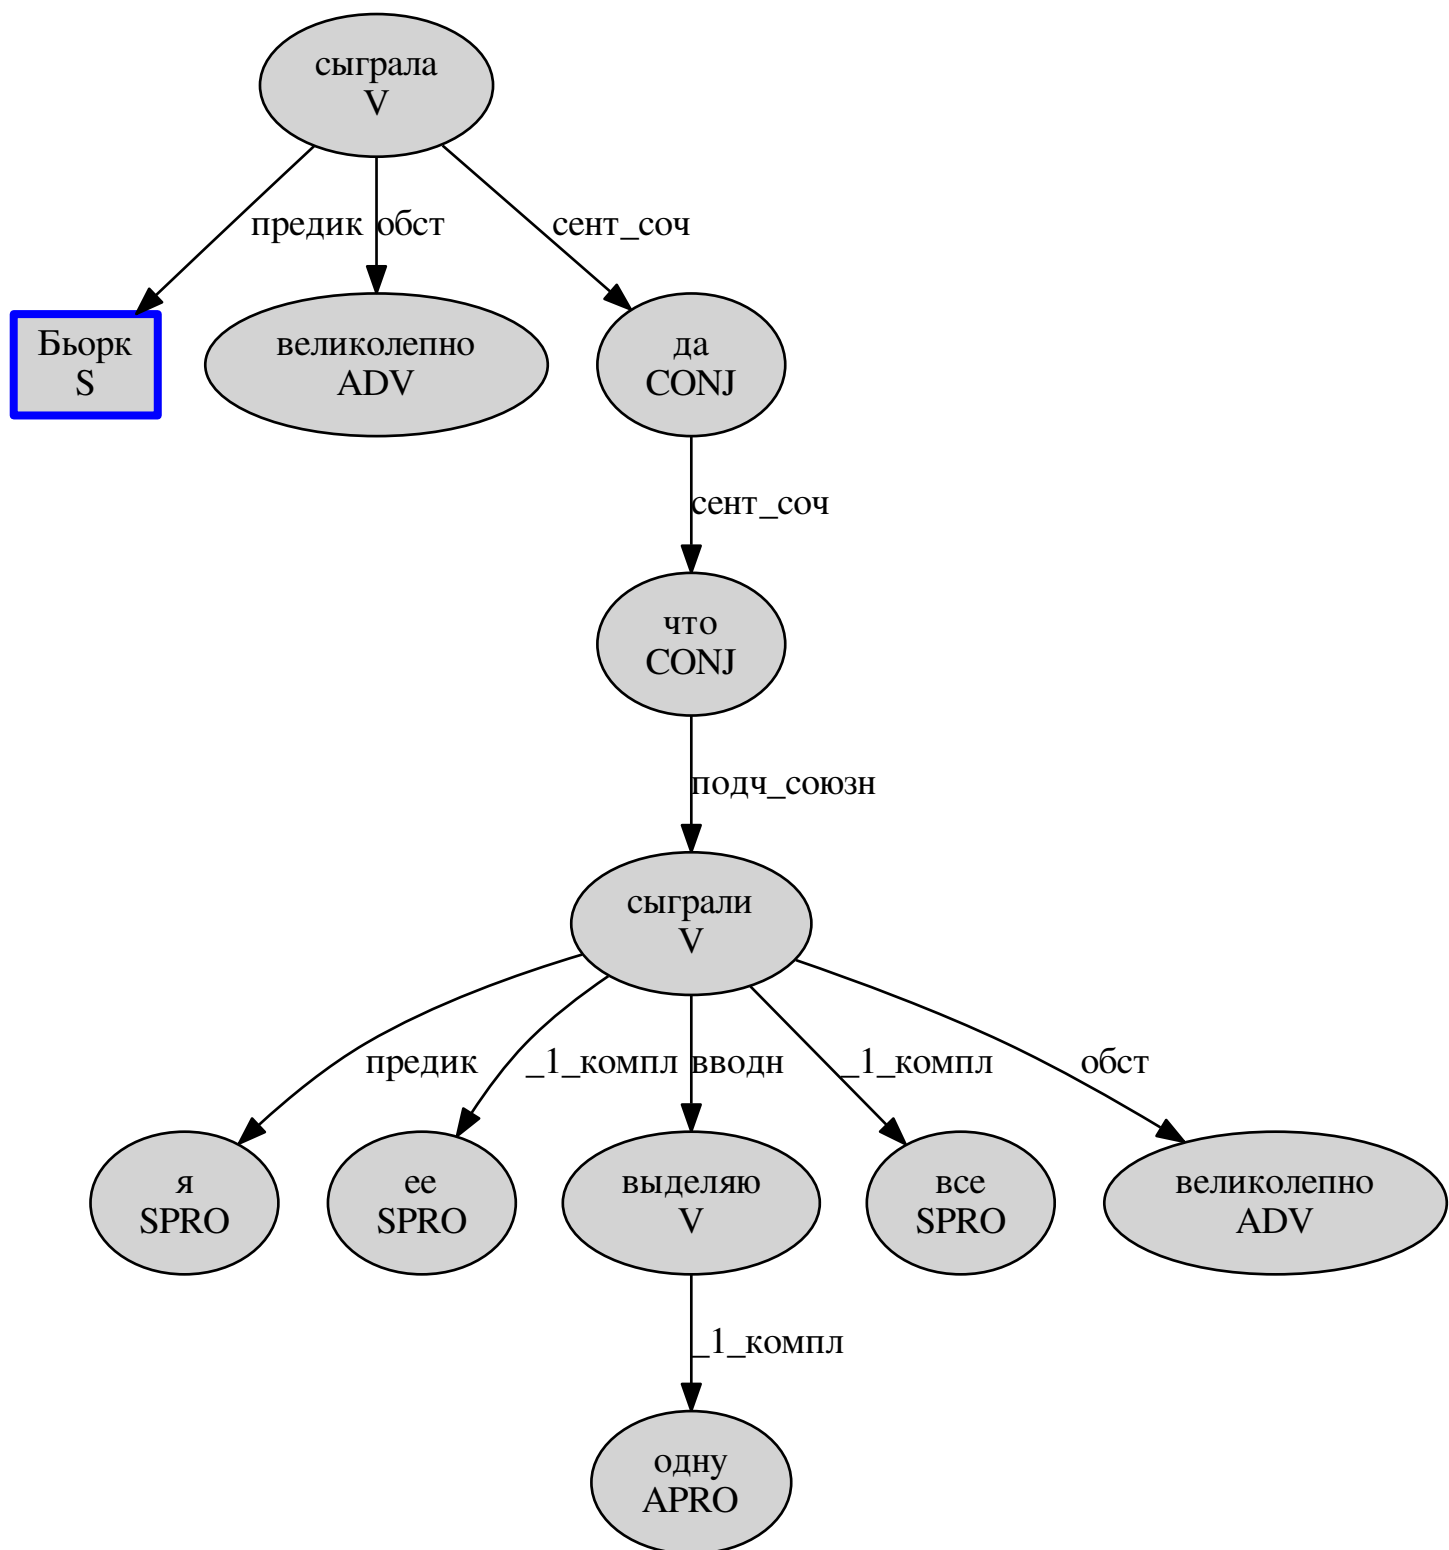 сыграла
V
предик
обст
сент_соч
Бьорк
S
великолепно
ADV
да
CONJ
сент_соч
что
CONJ
подч_союзн
сыграли
V
предик
_1_компл
вводн
_1_компл
обст
я
SPRO
ее
SPRO
выделяю
V
все
SPRO
великолепно
ADV
_1_компл
одну
APRO